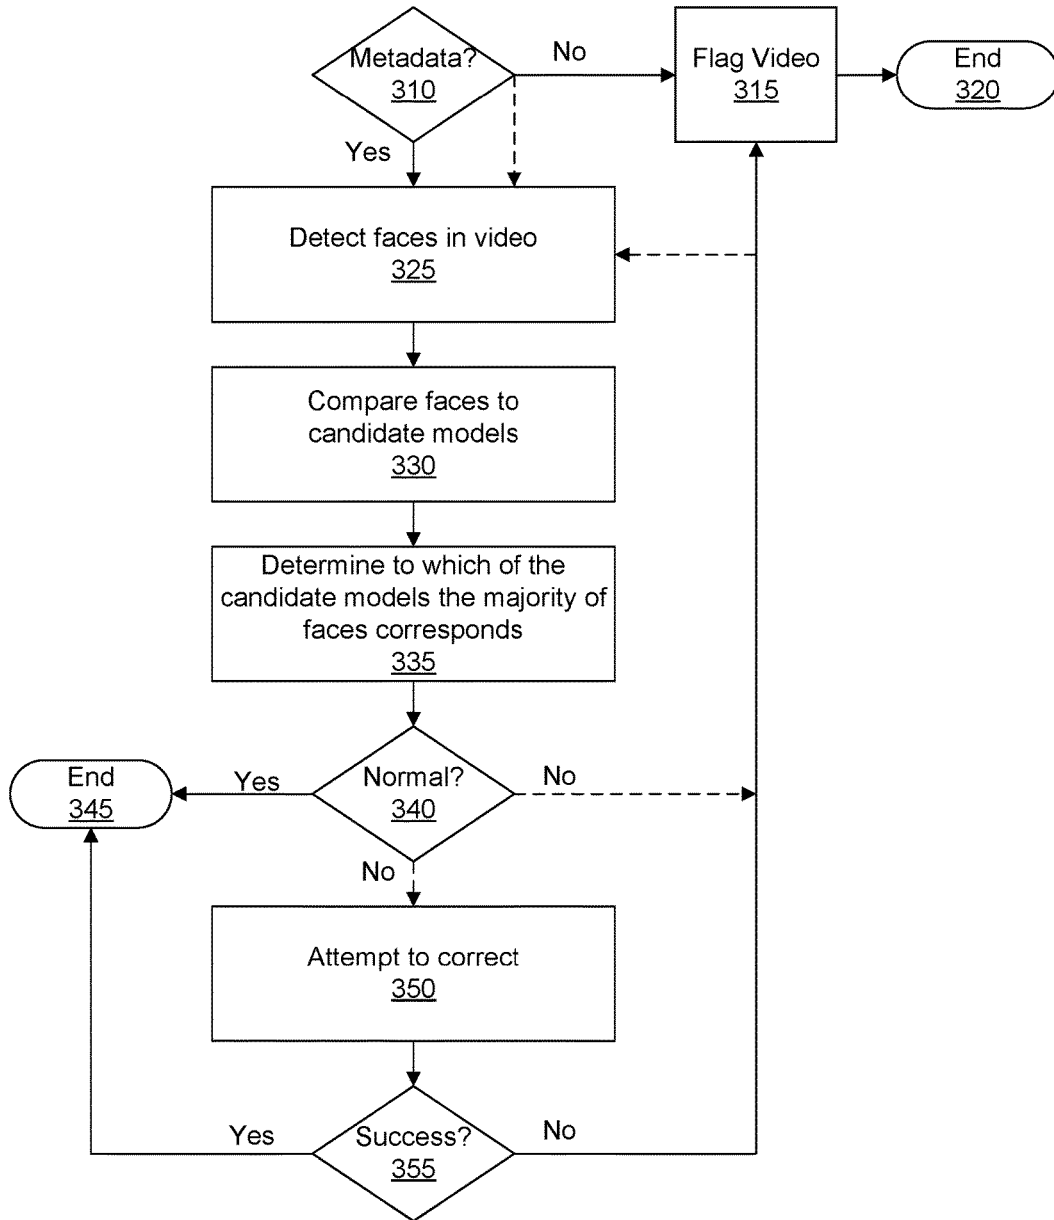 Metadata?
310
No
Flag Video
315
End
320
Yes
Detect faces in video
325
Compare faces to
candidate models
330
Determine to which of the
candidate models the majority of
faces corresponds
335
End
345
Yes
Normal?
340
No
No
Attempt to correct
350
Yes
Success?
355
No